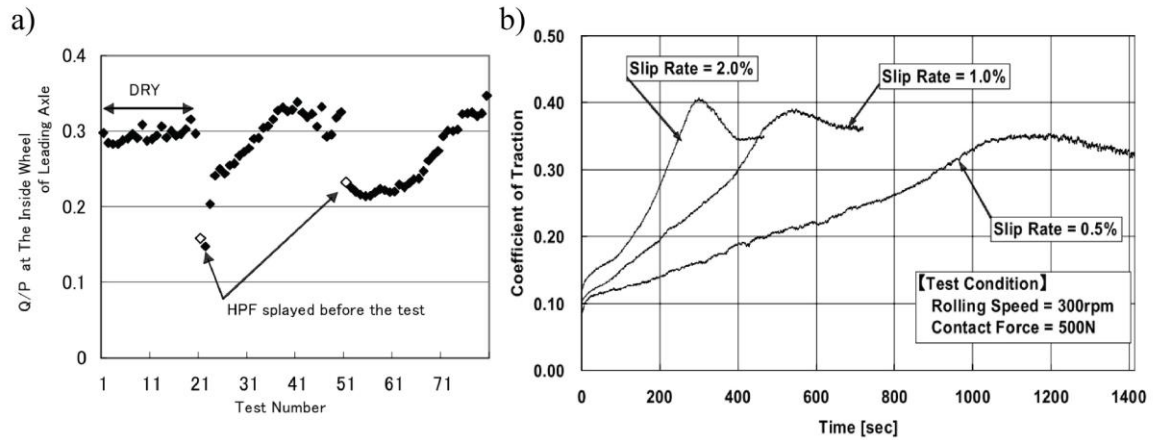 a)
Q/P at The Inside Wheel
of Leading Axle
0.4
0.3
0.2
0.1
0
DRY
HPF splayed before the test
1 11 21 31 41 51 61 71
Test Number
b)
Coefficient of Traction
0.50
0.40
0.30
0.20
0.10
0.00
Slip Rate = 2.0%
Slip Rate = 1.0%
Slip Rate = 0.5%
【Test Condition】
Rolling Speed = 300rpm
Contact Force = 500N
0 200 400 600 800 1000 1200 1400
Time [sec]